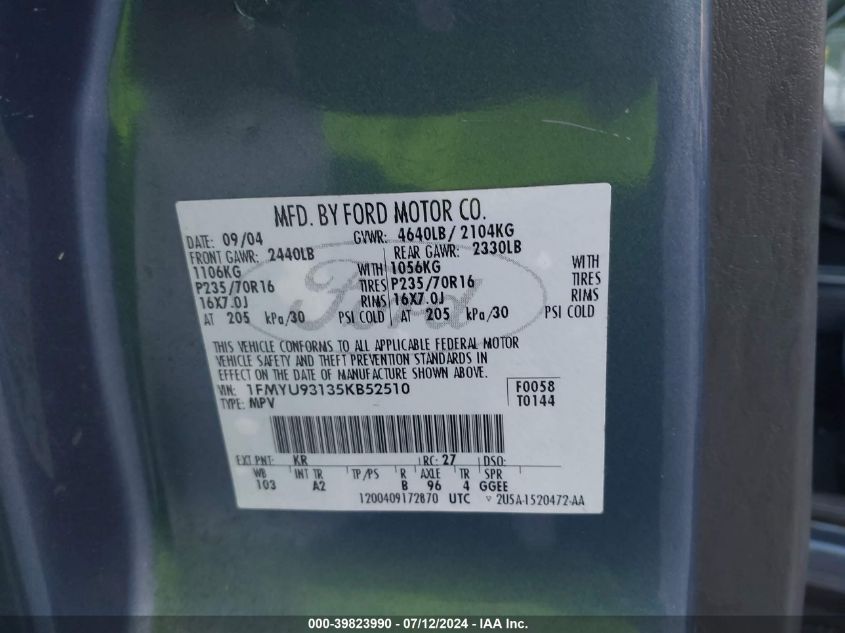 MFD. BY FORD MOTOR CO.
DATE: 09/04 GVWR: 4640LB/ 2104KG
FRONT GAWR: 2440LB REAR GAWR: 2330LB
1106KG WITH 1056KG WITH
P235/70R16 TIRES P235/70R16 TIRES
16X7.0J RIMS 16X7.0J RIMS
AT 205 kPa/30 PSI COLD AT 205 kPa/30 PSI COLD
Ford
THIS VEHICLE CONFORMS TO ALL APPLICABLE FEDERAL MOTOR
VEHICLE SAFETY AND THEFT PREVENTION STANDARDS IN
EFFECT ON THE DATE OF MANUFACTURE SHOWN ABOVE.
VIN: 1FMYU93135KB52510 F0058
TYPE: MPV T0144
EXT PNT: KR RC: 27 DSO:
WB INT TR TP/PS R AXLE TR SPR
103 A2 B 96 4 GGEE
1200409172870 UTC ▽ 2U5A-1520472-AA
000-39823990 - 07/12/2024 - IAA Inc.